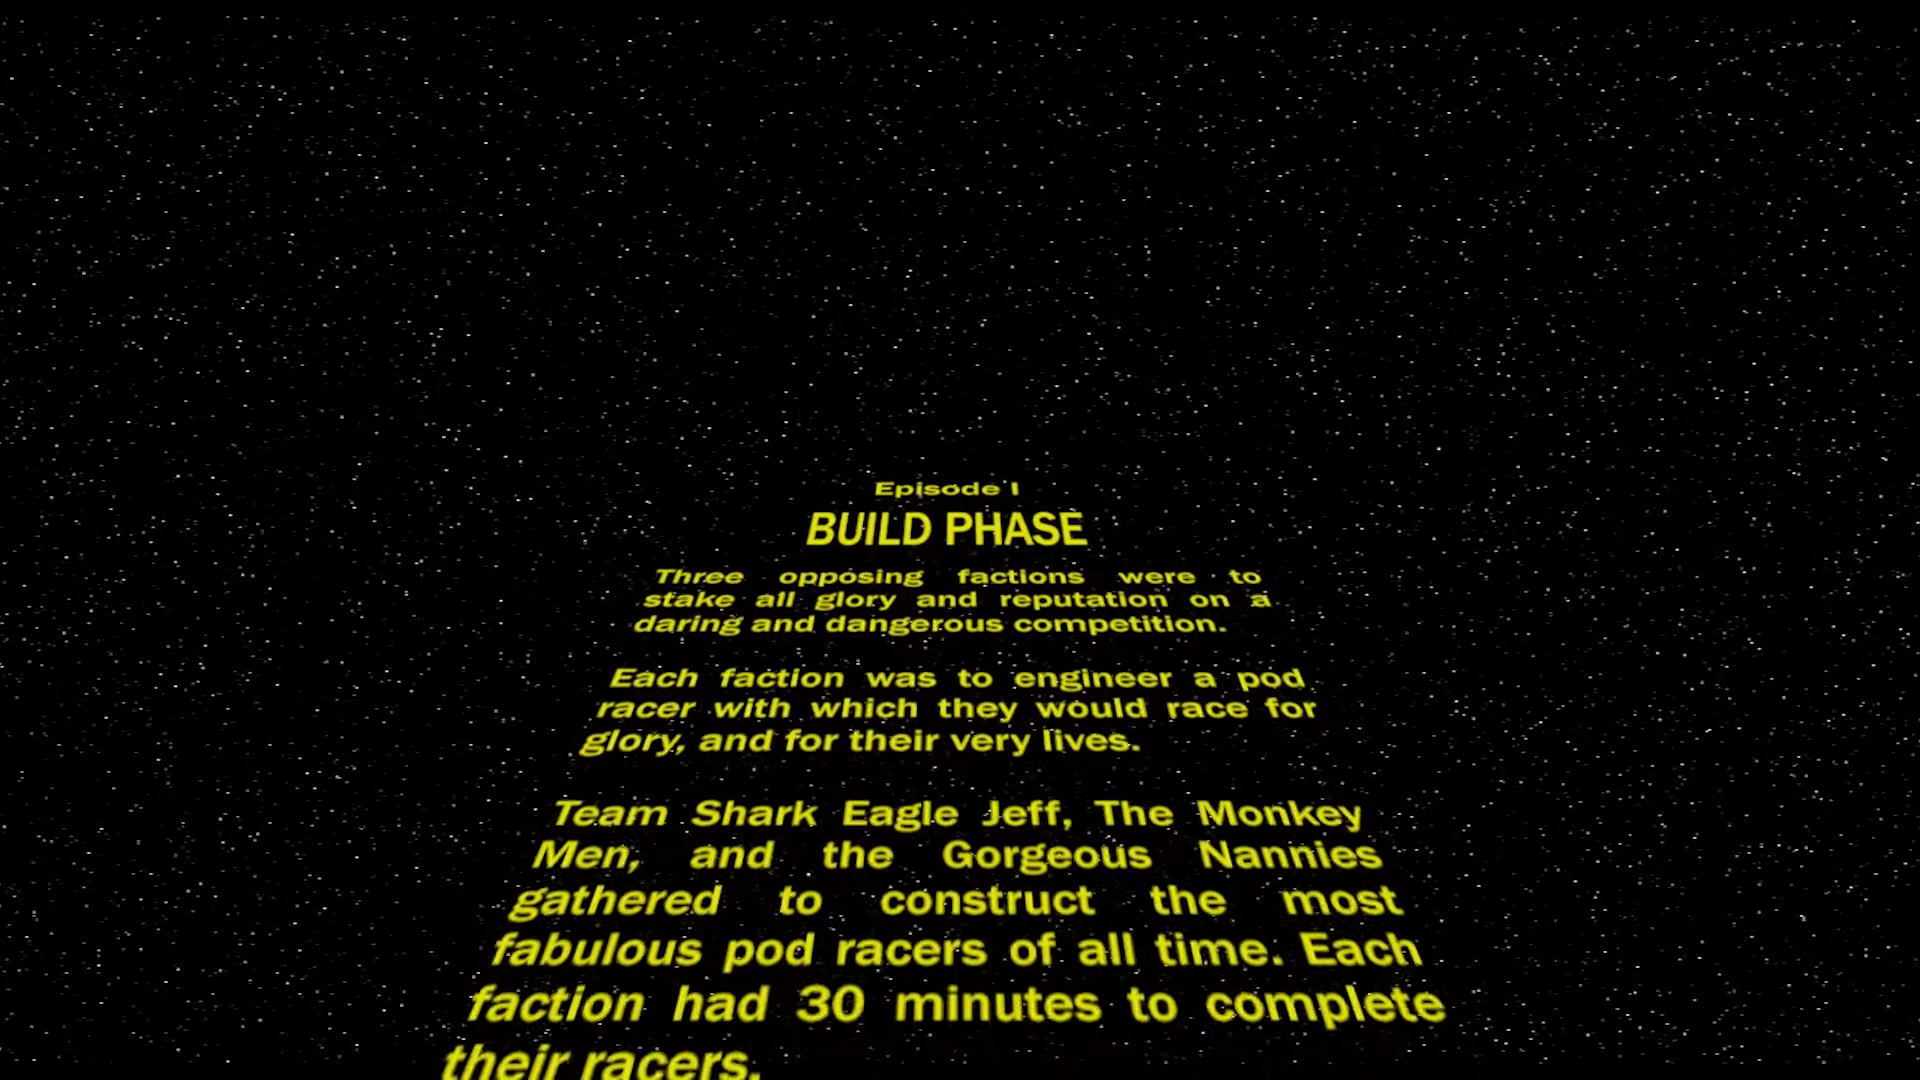 Episode I
BUILD PHASE
Three opposing factions were to
stake all glory and reputation on a
daring and dangerous competition.
Each faction was to engineer a pod
racer with which they would race for
glory, and for their very lives.
Team Shark Eagle Jeff, The Monkey
Men, and the Gorgeous Nannies
gathered to construct the most
fabulous pod racers of all time. Each
faction had 30 minutes to complete
their racers.